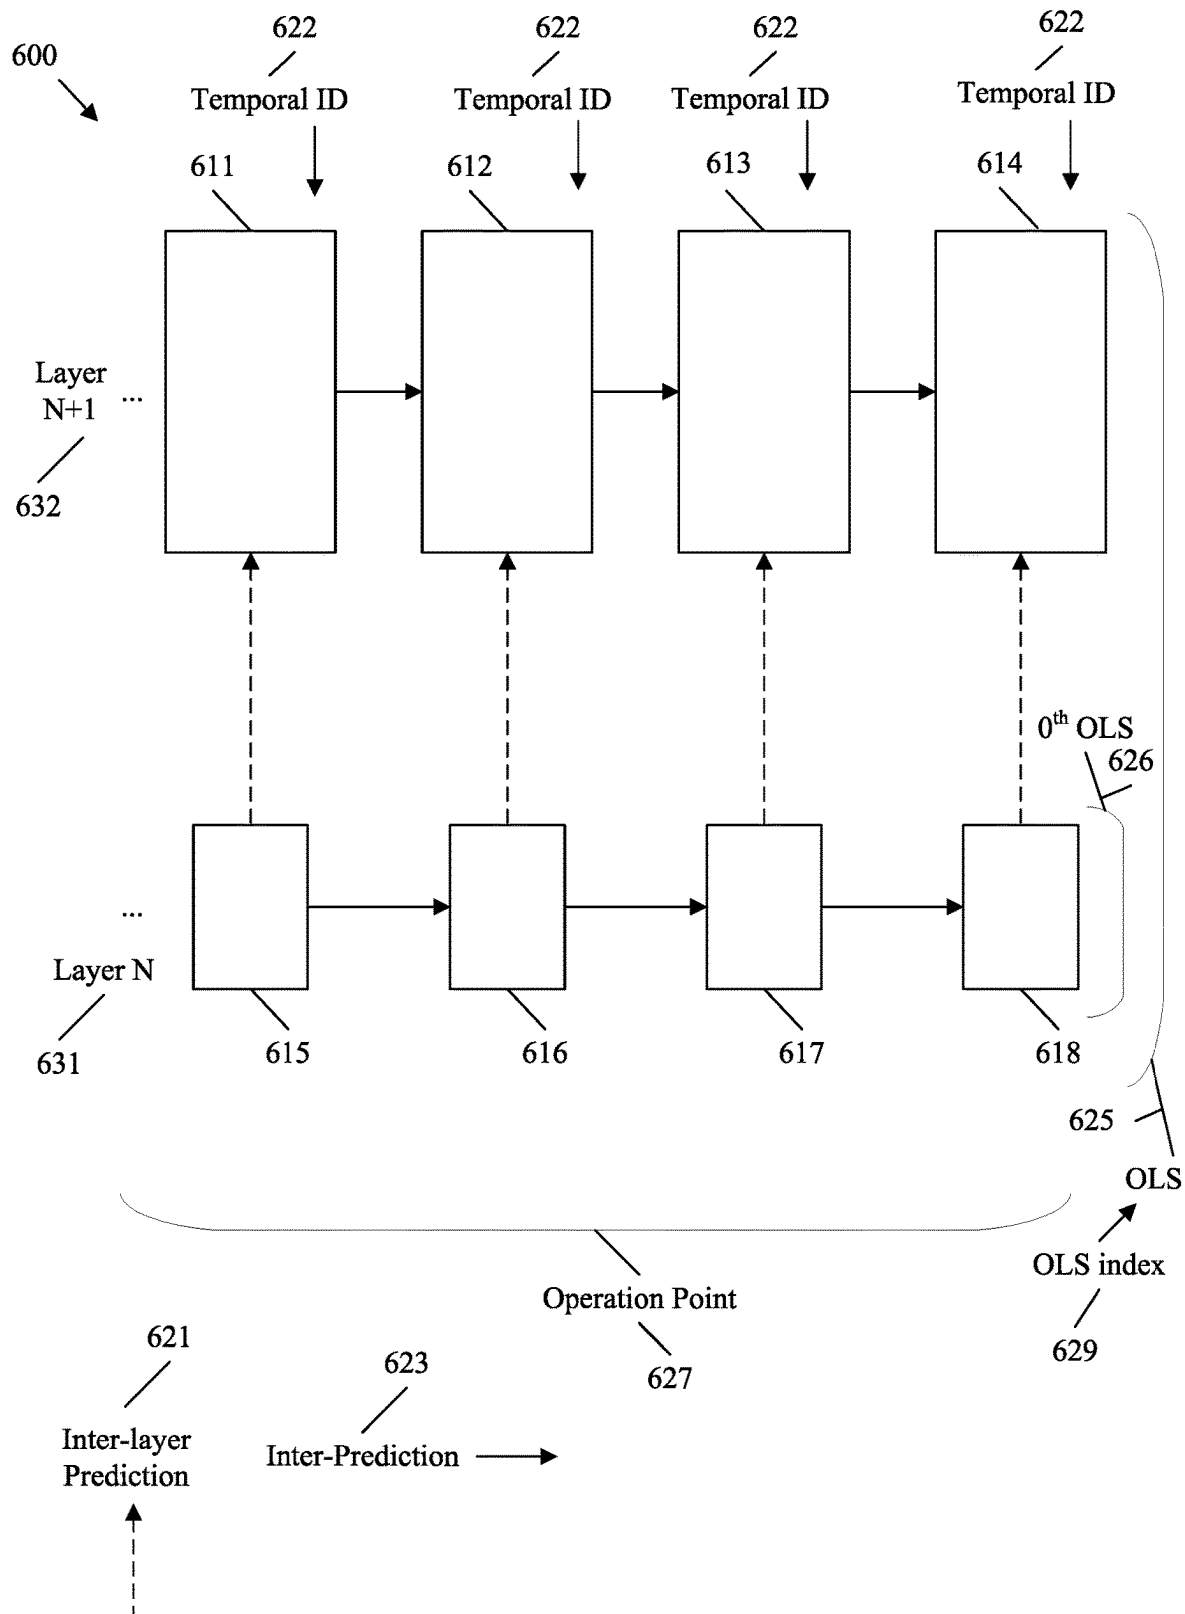 622
622
622
622
600
Temporal ID
Temporal ID
Temporal ID
Temporal ID
611
612
613
614
Layer
N+1 ...
632
0th OLS
626
...
Layer N
631
615
616
617
618
625
OLS
OLS index
629
Operation Point
627
621
623
Inter-layer
Prediction
Inter-Prediction